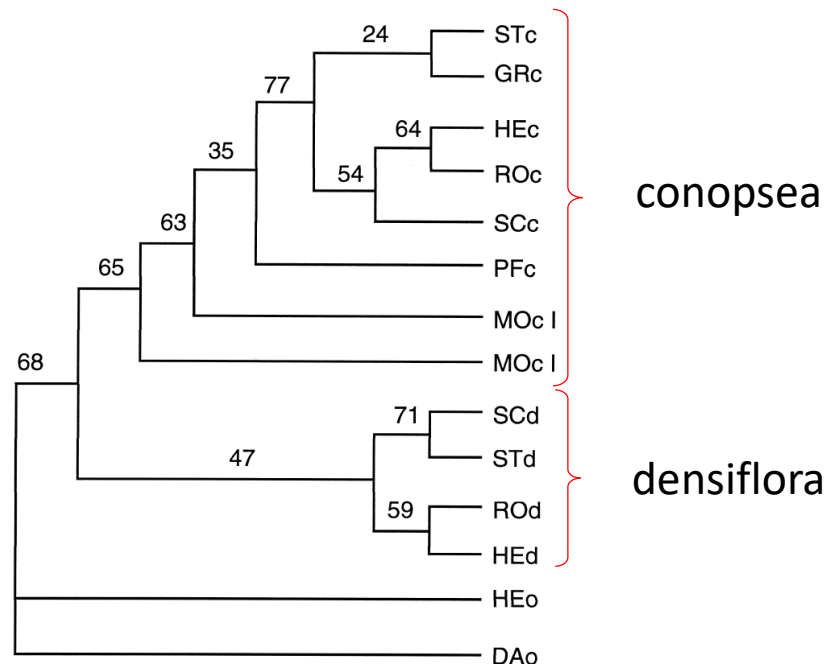 24
STc
GRc
77
HEc
64
ROc
35
54
conopsea
SCc
63
PFc
65
MOc I
MOc I
68
SCd
71
STd
47
densiflora
ROd
59
HEd
HEo
DAo